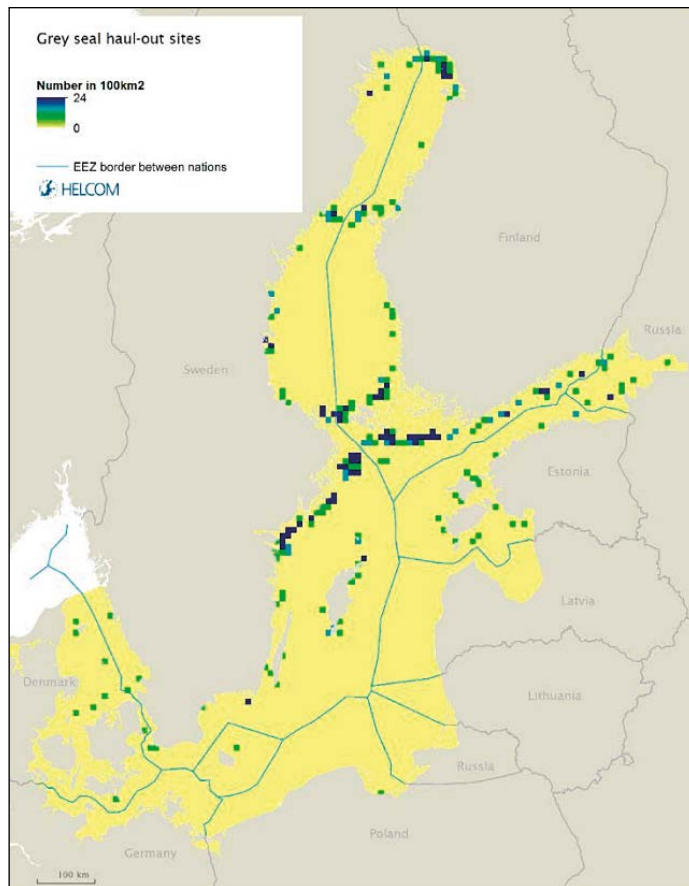 Grey seal haul-out sites
Number in 100km2
24
0
EEZ border between nations
HELCOM
Finland
Russia
Sweden
Estonia
Latvia
Denmark
Lithuania
Russia
Poland
Germany
100 km